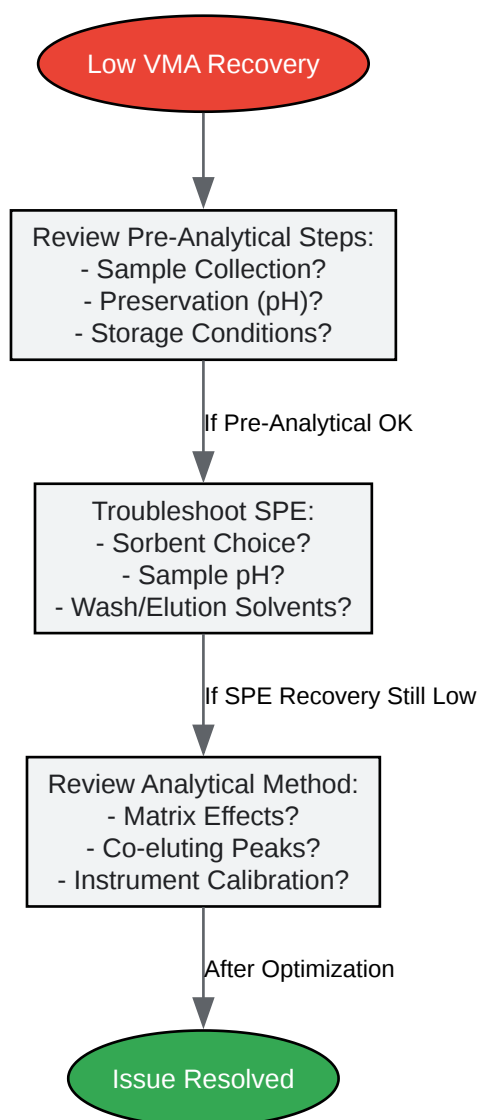 Low VMA Recovery
Review Pre-Analytical Steps:
- Sample Collection?
- Preservation (pH)?
- Storage Conditions?
If Pre-Analytical OK
Troubleshoot SPE:
- Sorbent Choice?
- Sample pH?
- Wash/Elution Solvents?
If SPE Recovery Still Low
Review Analytical Method:
- Matrix Effects?
- Co-eluting Peaks?
- Instrument Calibration?
After Optimization
Issue Resolved